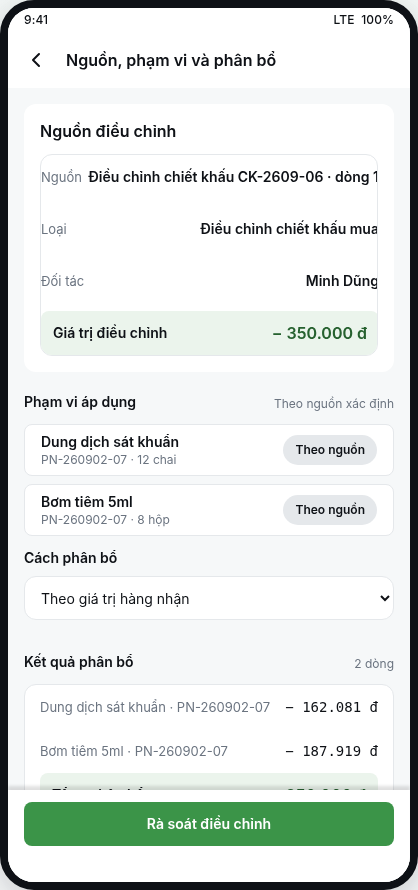 9:41 LTE 100%
Nguồn, phạm vi và phân bổ
Nguồn điều chỉnh
Nguồn Điều chỉnh chiết khấu CK-2609-06 · dòng 1
Loại Điều chỉnh chiết khấu mua
Đối tác Minh Dũng
Giá trị điều chỉnh − 350.000 đ
Phạm vi áp dụng Theo nguồn xác định
Dung dịch sát khuẩn
PN-260902-07 · 12 chai
Theo nguồn
Bơm tiêm 5ml
PN-260902-07 · 8 hộp
Theo nguồn
Cách phân bổ
Theo giá trị hàng nhận
Kết quả phân bổ 2 dòng
Dung dịch sát khuẩn · PN-260902-07 − 162.081 đ
Bơm tiêm 5ml · PN-260902-07 − 187.919 đ
Rà soát điều chỉnh